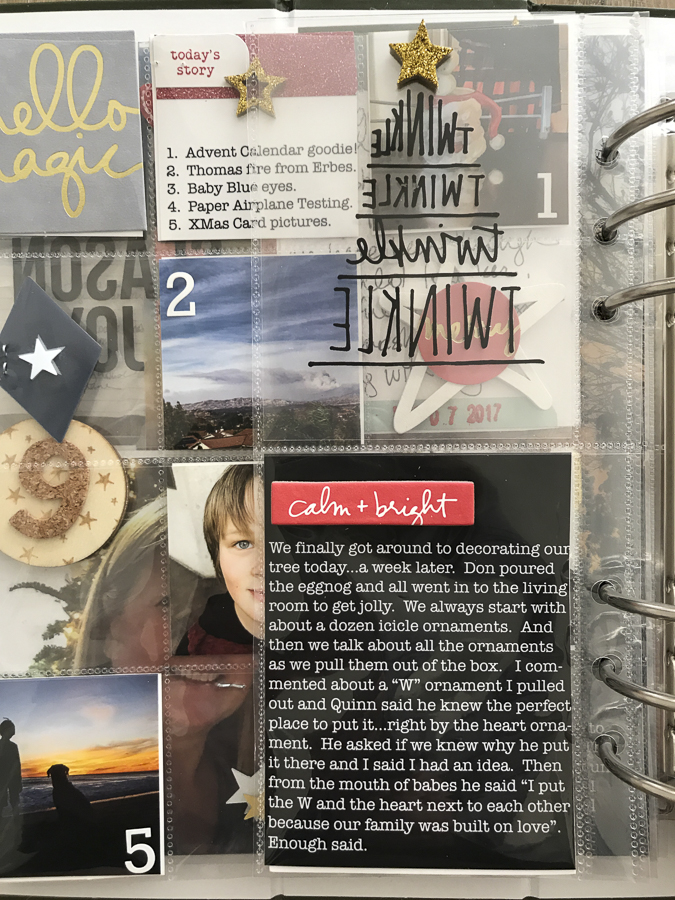 hello
magic
today's
story
1. Advent Calendar goodie!
2. Thomas fire from Erbes.
3. Baby Blue eyes.
4. Paper Airplane Testing.
5. XMas Card pictures.
TWINKLE
TWINKLE
twinkle
TWINKLE
1
2
merry
07 2017
ASON
JOY
9
5
calm + bright
We finally got around to decorating our
tree today...a week later. Don poured
the eggnog and all went in to the living
room to get jolly. We always start with
about a dozen icicle ornaments. And
then we talk about all the ornaments
as we pull them out of the box. I com-
mented about a “W” ornament I pulled
out and Quinn said he knew the perfect
place to put it...right by the heart orna-
ment. He asked if we knew why he put
it there and I said I had an idea. Then
from the mouth of babes he said “I put
the W and the heart next to each other
because our family was built on love”.
Enough said.